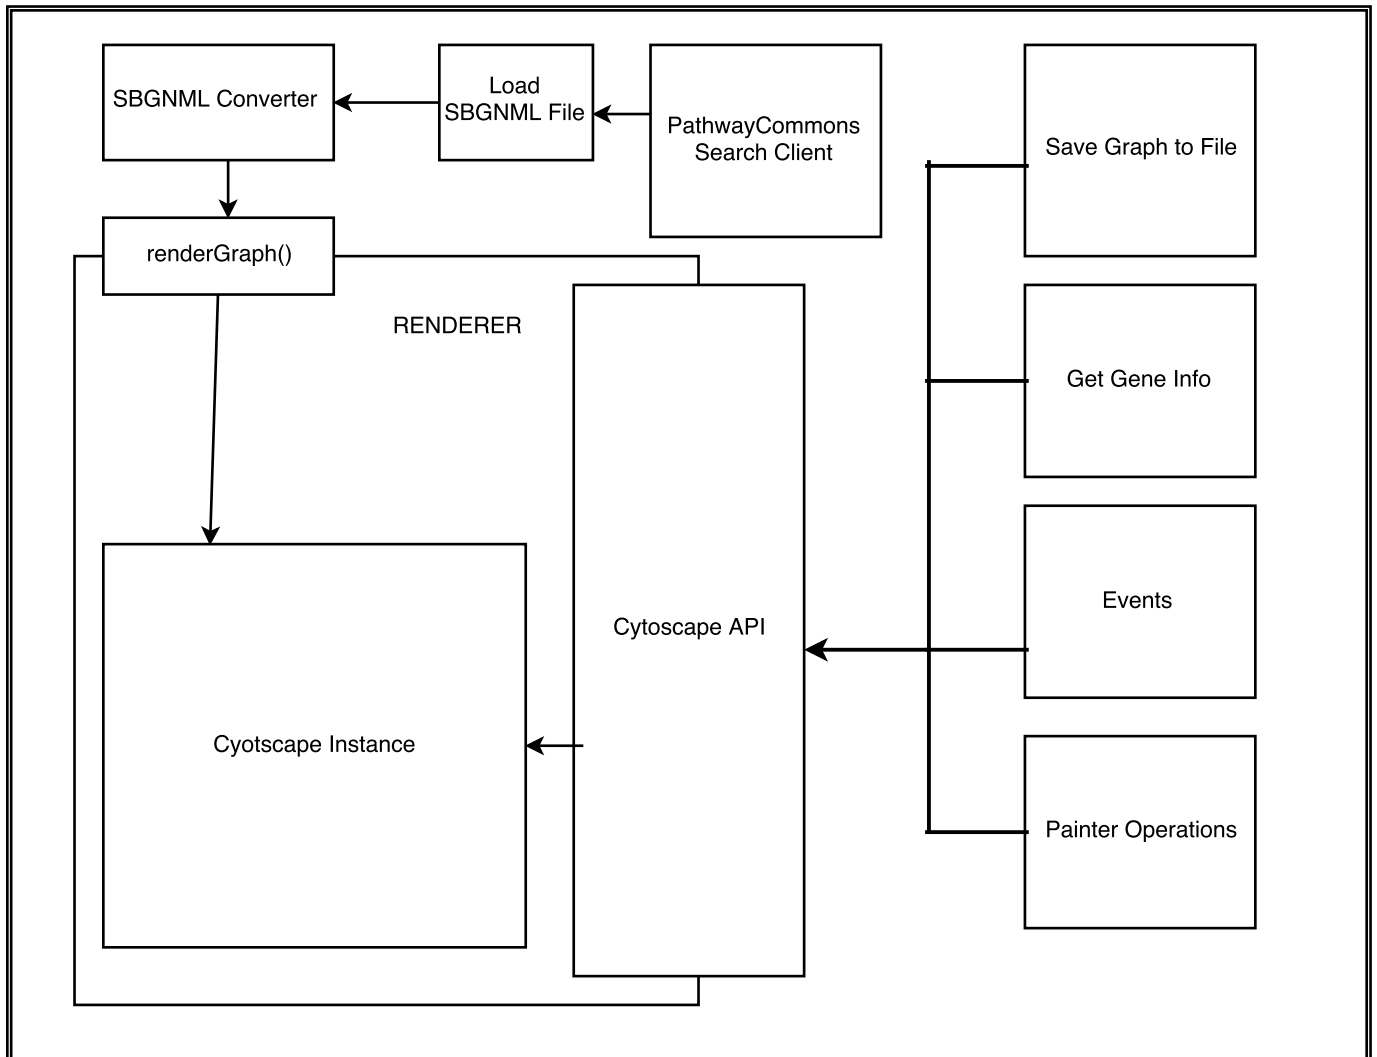 SBGNML Converter
Load
SBGNML File
PathwayCommons
Search Client
Save Graph to File
renderGraph()
RENDERER
Get Gene Info
Events
Cytoscape API
Cyotscape Instance
Painter Operations